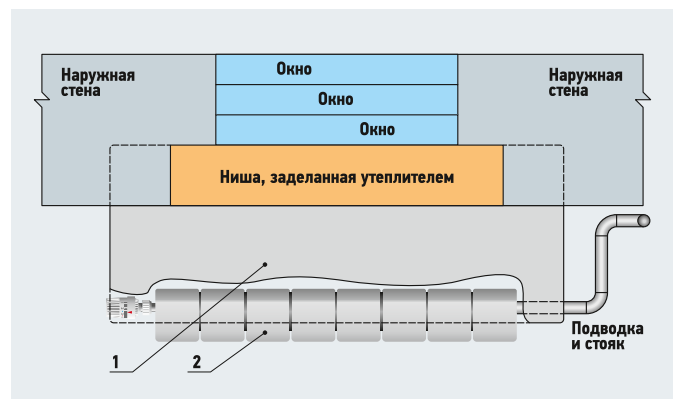 Наружная
стена
Окно
Окно
Окно
Наружная
стена
Ниша, заделанная утеплителем
Подводка
и стояк
1
2